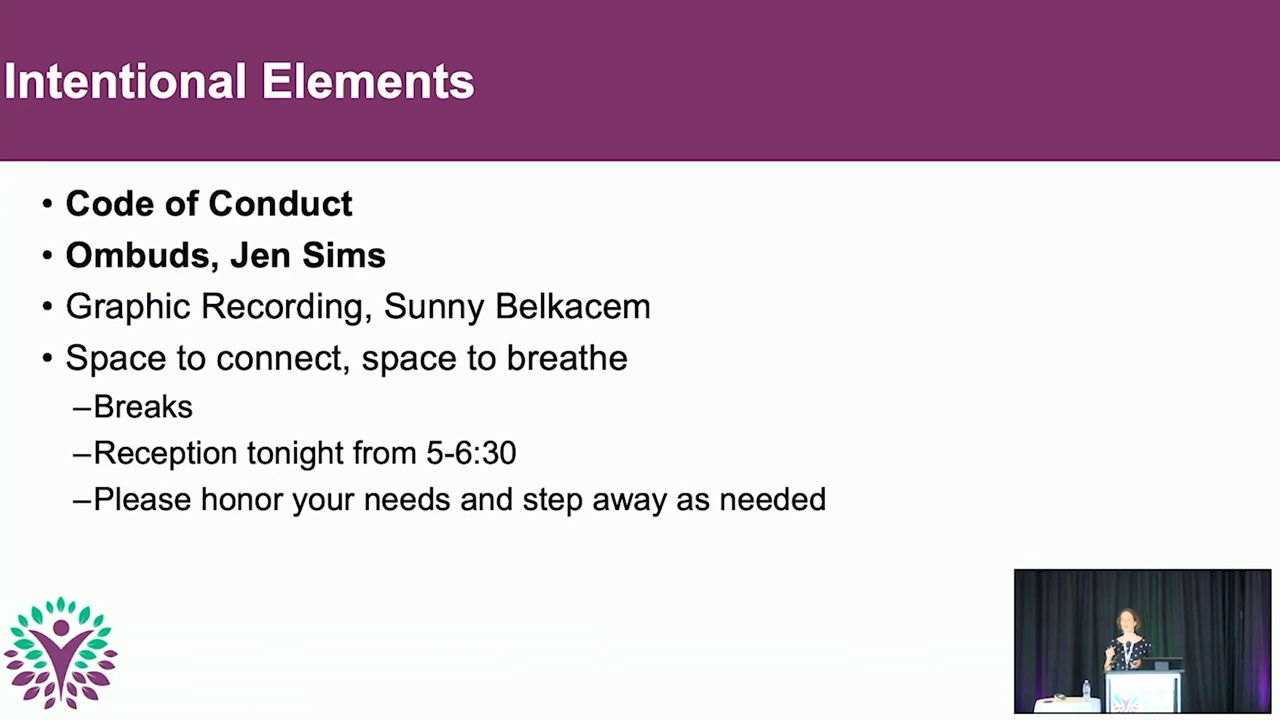 Intentional Elements
• Code of Conduct
• Ombuds, Jen Sims
• Graphic Recording, Sunny Belkacem
• Space to connect, space to breathe
–Breaks
–Reception tonight from 5-6:30
–Please honor your needs and step away as needed